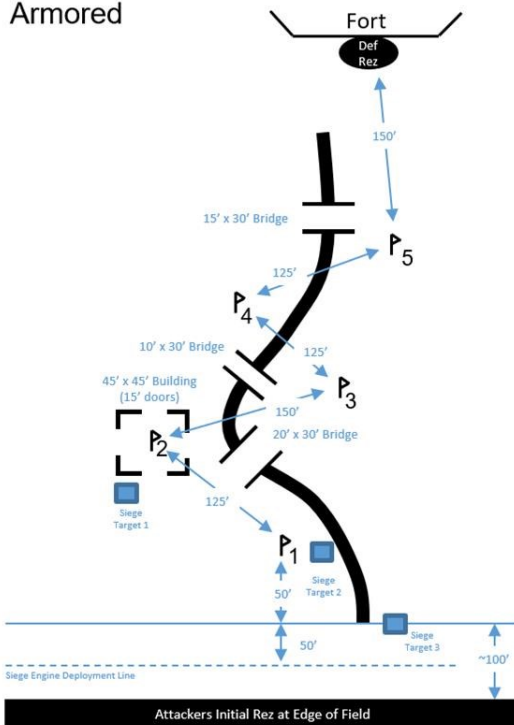 Armored
Fort
Def
Rez
150'
15' x 30' Bridge
P5
125'
P4
10' x 30' Bridge
125'
45' x 45' Building
(15' doors)
P3
150'
P2
20' x 30' Bridge
125'
Siege
Target 1
P1
Siege
Target 2
50'
Siege
Target 3
50'
~100'
Siege Engine Deployment Line
Attackers Initial Rez at Edge of Field